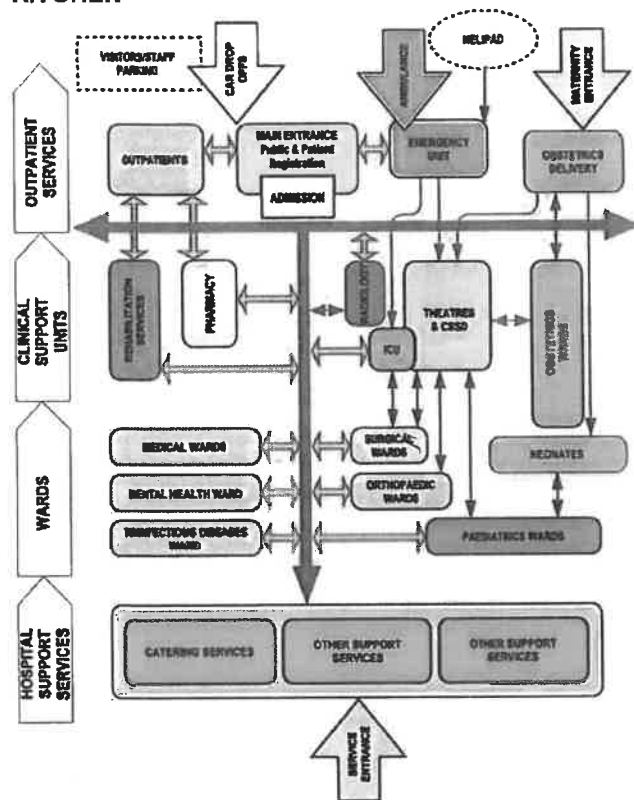 KITCHEN
VISITORS/STAFF
PARKING
CAR DROP
OFFS
AMBULANCE
HELIPAD
MATERNITY
ENTRANCE
OUTPATIENT
SERVICES
OUTPATIENTS
MAIN ENTRANCE
Public & Patient
Registration
ADMISSION
EMERGENCY
UNIT
OBSTETRICS
DELIVERY
CLINICAL
SUPPORT
UNITS
REHABILITATION
SERVICES
PHARMACY
RADIOLOGY
ICU
THEATRES
& CSSD
OBSTETRICS
WARDS
WARDS
MEDICAL WARDS
SURGICAL
WARDS
NEONATES
MENTAL HEALTH WARD
ORTHOPAEDIC
WARDS
DISEASES
WARD
PAEDIATRICS WARDS
HOSPITAL
SUPPORT
SERVICES
CATERING SERVICES
OTHER SUPPORT
SERVICES
OTHER SUPPORT
SERVICES
SERVICE
ENTRANCE